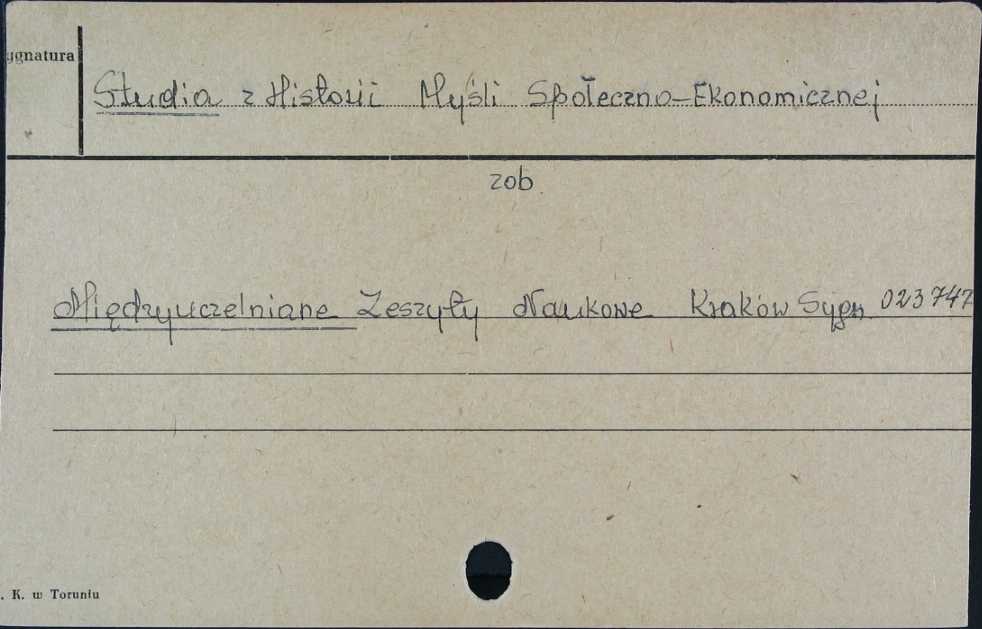 ygnatura
Studia z Historii Myśli Społeczno-Ekonomicznej
zob.
Międzyuczelniane Zeszyty Naukowe Kraków Sygn 023747
. K. w Toruniu